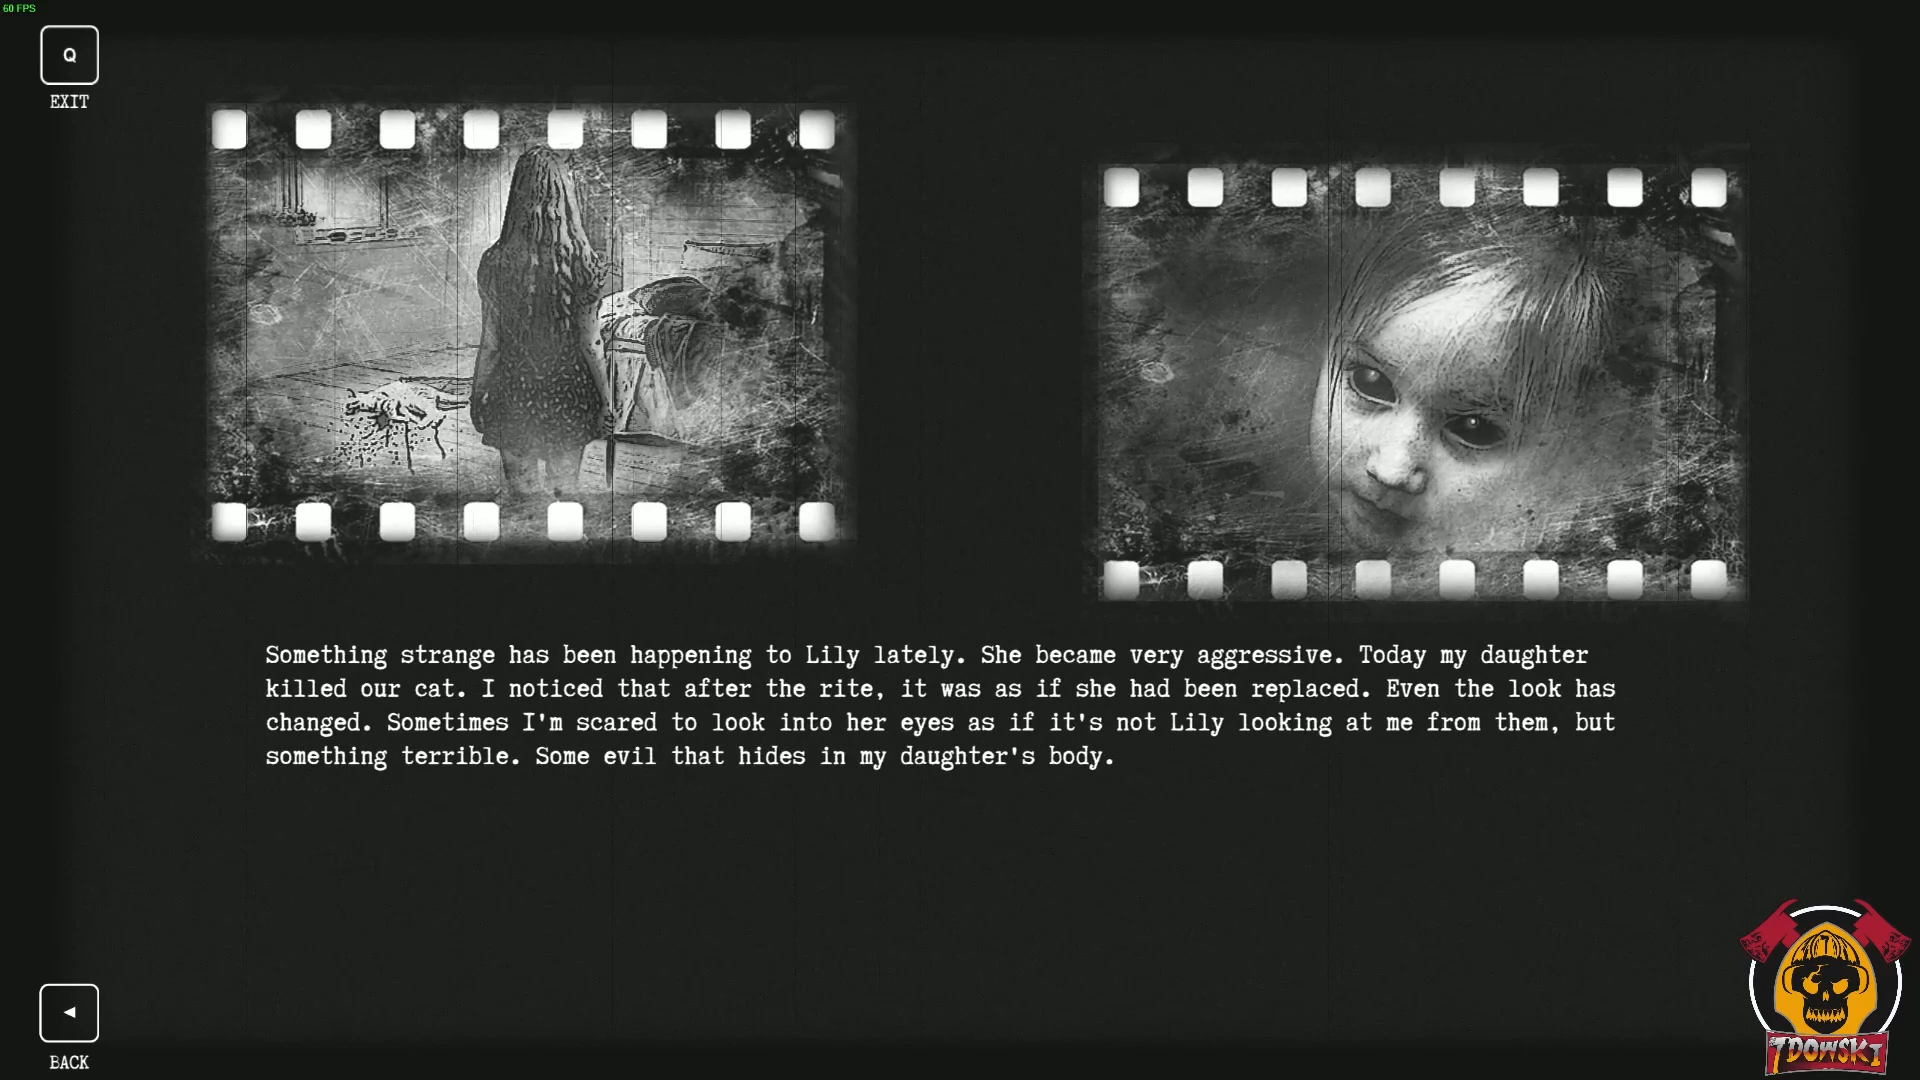 60 FPS
Q
EXIT
Something strange has been happening to Lily lately. She became very aggressive. Today my daughter
killed our cat. I noticed that after the rite, it was as if she had been replaced. Even the look has
changed. Sometimes I'm scared to look into her eyes as if it's not Lily looking at me from them, but
something terrible. Some evil that hides in my daughter's body.
7
7DOWSKI
BACK